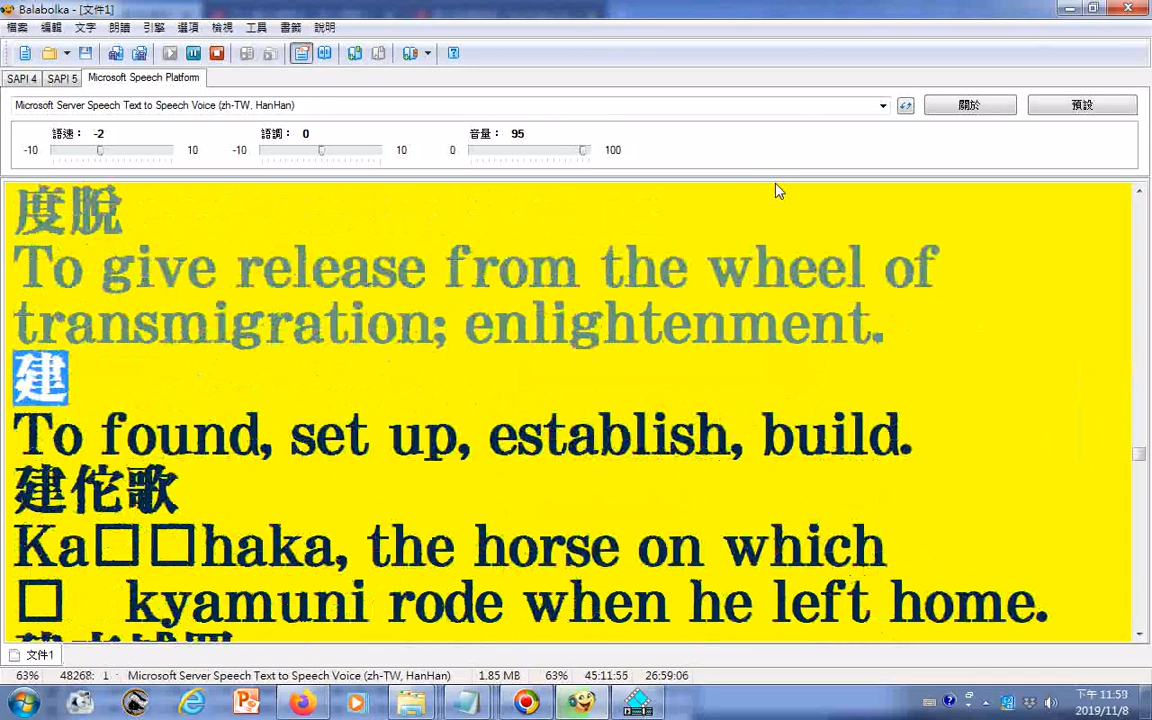 Balabolka - [文件1]
檔案 編輯 文字 朗讀 引擎 選項 檢視 工具 書籤 說明
SAPI 4 SAPI 5 Microsoft Speech Platform
Microsoft Server Speech Text to Speech Voice (zh-TW, HanHan) 關於 預設
語速： -2 語調： 0 音量： 95
-10 10 -10 10 0 100
度脫
To give release from the wheel of
transmigration; enlightenment.
建
To found, set up, establish, build.
建佗歌
Ka□□haka, the horse on which
□ kyamuni rode when he left home.
文件1
63% 48268: 1 Microsoft Server Speech Text to Speech Voice (zh-TW, HanHan) 1.85 MB 63% 45:11:55 26:59:06
下午 11:59
2019/11/8